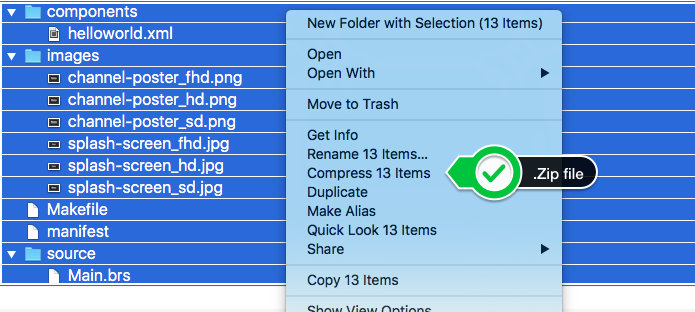 components
helloworld.xml
images
channel-poster_fhd.png
channel-poster_hd.png
channel-poster_sd.png
splash-screen_fhd.jpg
splash-screen_hd.jpg
splash-screen_sd.jpg
Makefile
manifest
source
Main.brs
New Folder with Selection (13 Items)
Open
Open With
Move to Trash
Get Info
Rename 13 Items...
Compress 13 Items
Duplicate
Make Alias
Quick Look 13 Items
Share
Copy 13 Items
Show View Options
.Zip file